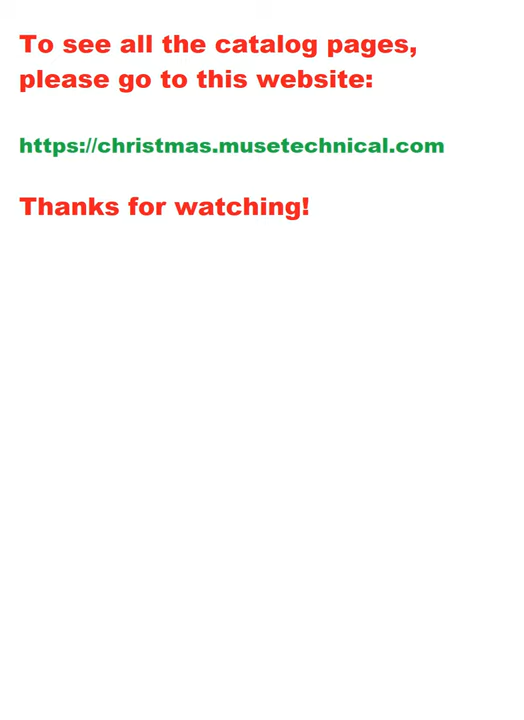 To see all the catalog pages,
please go to this website:
https://christmas.musetechnical.com
Thanks for watching!